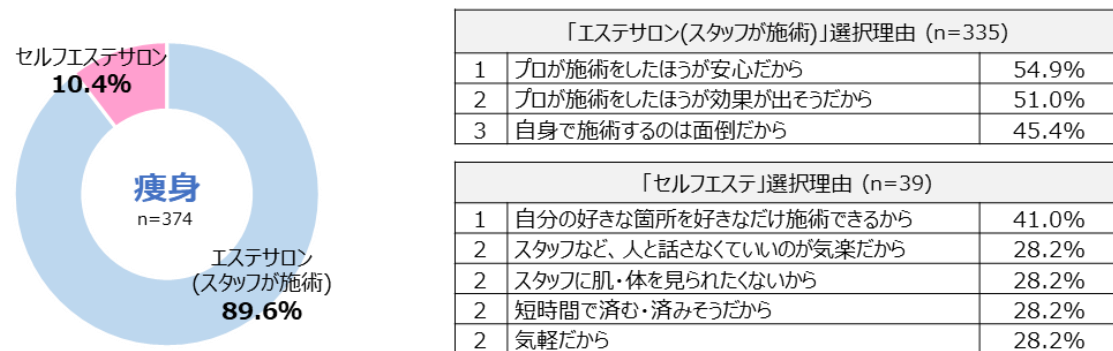 セルフエステサロン
10.4%
痩身
n=374
エステサロン
(スタッフが施術)
89.6%
「エステサロン(スタッフが施術)」選択理由 (n=335)
1 プロが施術をしたほうが安心だから 54.9%
2 プロが施術をしたほうが効果が出そうだから 51.0%
3 自身で施術するのは面倒だから 45.4%
「セルフエステ」選択理由 (n=39)
1 自分の好きな箇所を好きなだけ施術できるから 41.0%
2 スタッフなど、人と話さなくていいのが気楽だから 28.2%
2 スタッフに肌・体を見られたくないから 28.2%
2 短時間で済む・済みそうだから 28.2%
2 気軽だから 28.2%